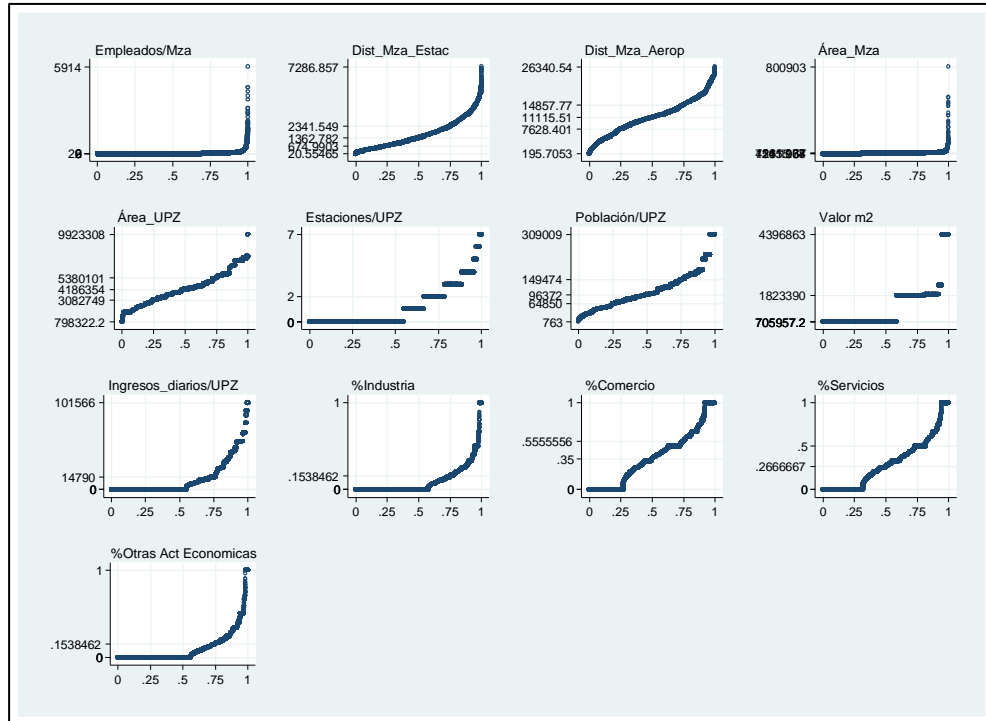 Empleados/Mza
5914
0 .25 .5 .75 1
Dist_Mza_Estac
7286.857
2341.549
1362.782
674.9903
20.55465
0 .25 .5 .75 1
Dist_Mza_Aerop
26340.54
14857.77
11115.51
7628.401
195.7053
0 .25 .5 .75 1
Área_Mza
800903
0 .25 .5 .75 1
Área_UPZ
9923308
5380101
4186354
3082749
798322.2
0 .25 .5 .75 1
Estaciones/UPZ
7
2
0
0 .25 .5 .75 1
Población/UPZ
309009
149474
96372
64850
763
0 .25 .5 .75 1
Valor m2
4396863
1823390
705957.2
0 .25 .5 .75 1
Ingresos_diarios/UPZ
101566
14790
0
0 .25 .5 .75 1
%Industria
1
.1538462
0
0 .25 .5 .75 1
%Comercio
1
.5555556
.35
0
0 .25 .5 .75 1
%Servicios
1
.5
.2666667
0
0 .25 .5 .75 1
%Otras Act Economicas
1
.1538462
0
0 .25 .5 .75 1